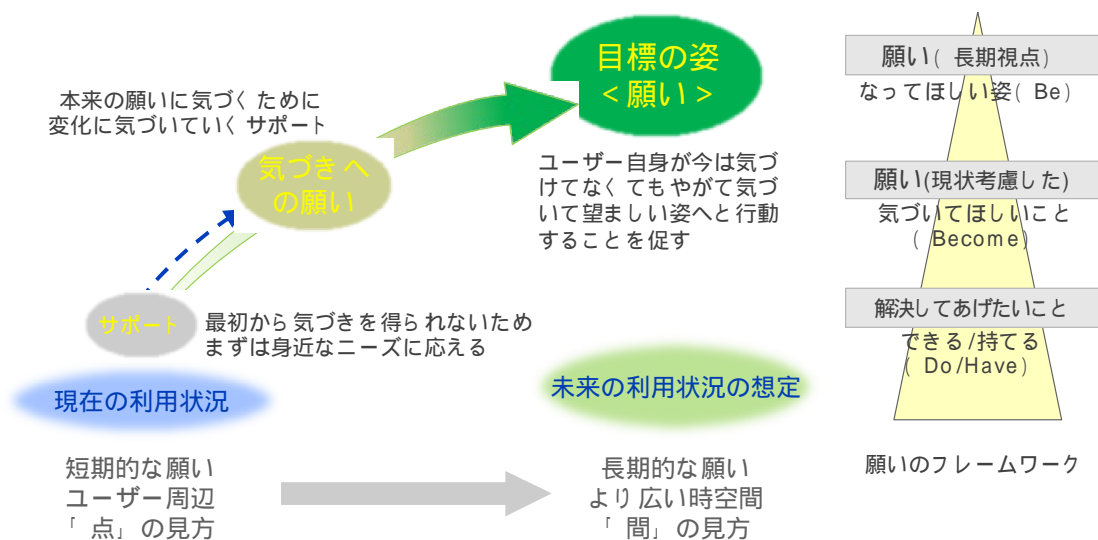 目標の姿
<願い>
本来の願いに気づくために
変化に気づいていくサポート
気づきへ
の願い
ユーザー自身が今は気づ
けてなくてもやがて気づ
いて望ましい姿へと行動
することを促す
サポート
最初から気づきを得られないため
まずは身近なニーズに応える
現在の利用状況
未来の利用状況の想定
短期的な願い
ユーザー周辺
「点」の見方
長期的な願い
より広い時空間
「間」の見方
願い(長期視点)
なってほしい姿(Be)
願い(現状考慮した)
気づいてほしいこと
(Become)
解決してあげたいこと
できる/持てる
(Do/Have)
願いのフレームワーク